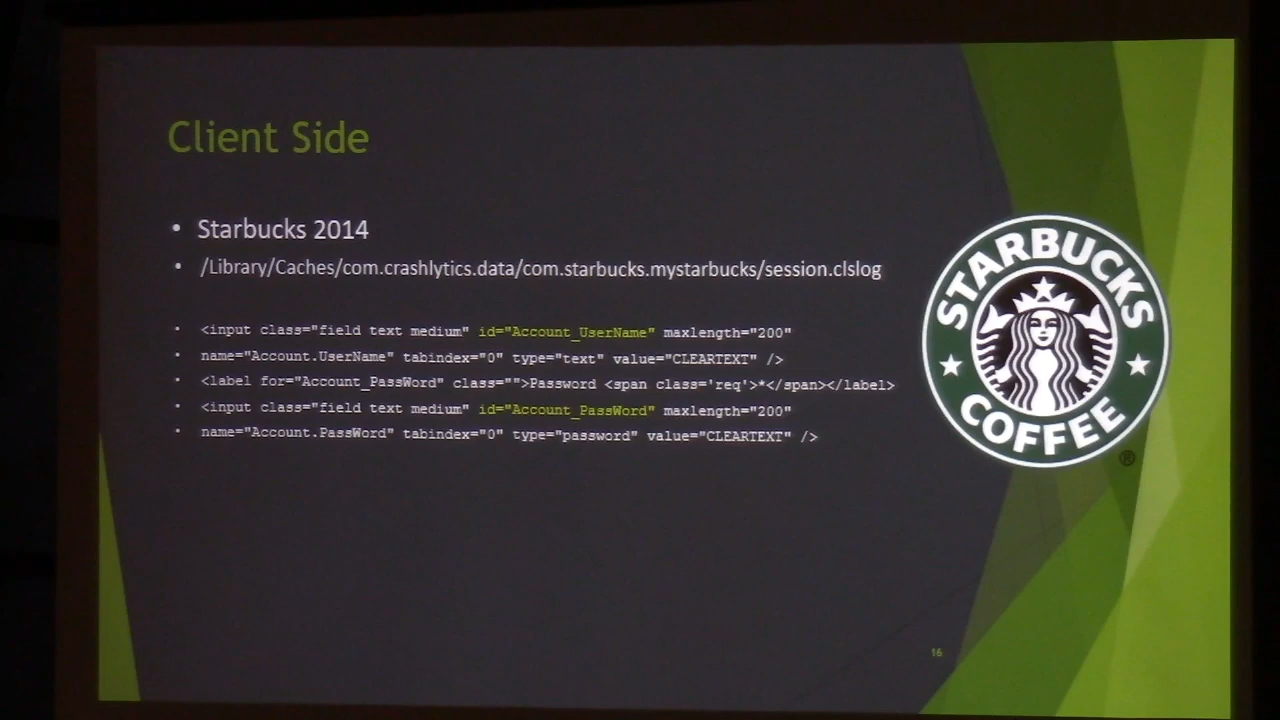 Client Side
• Starbucks 2014
• /Library/Caches/com.crashlytics.data/com.starbucks.mystarbucks/session.clslog
• <input class="field text medium" id="Account_UserName" maxlength="200"
• name="Account.UserName" tabindex="0" type="text" value="CLEARTEXT" />
• <label for="Account_PassWord" class="">Password <span class='req'>*</span></label>
• <input class="field text medium" id="Account_PassWord" maxlength="200"
• name="Account.PassWord" tabindex="0" type="password" value="CLEARTEXT" />
STARBUCKS
COFFEE
®
16